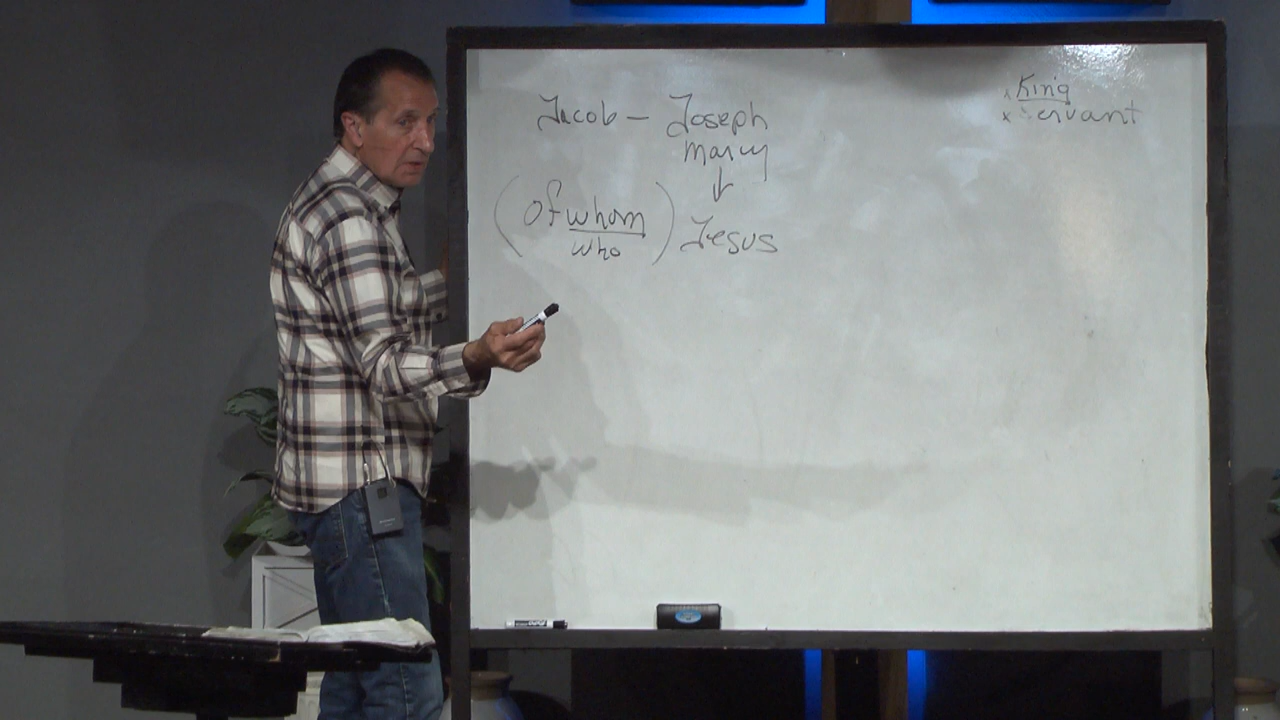 Jacob — Joseph
Mary
↓
(of whom) Jesus
who
x King
x Servant